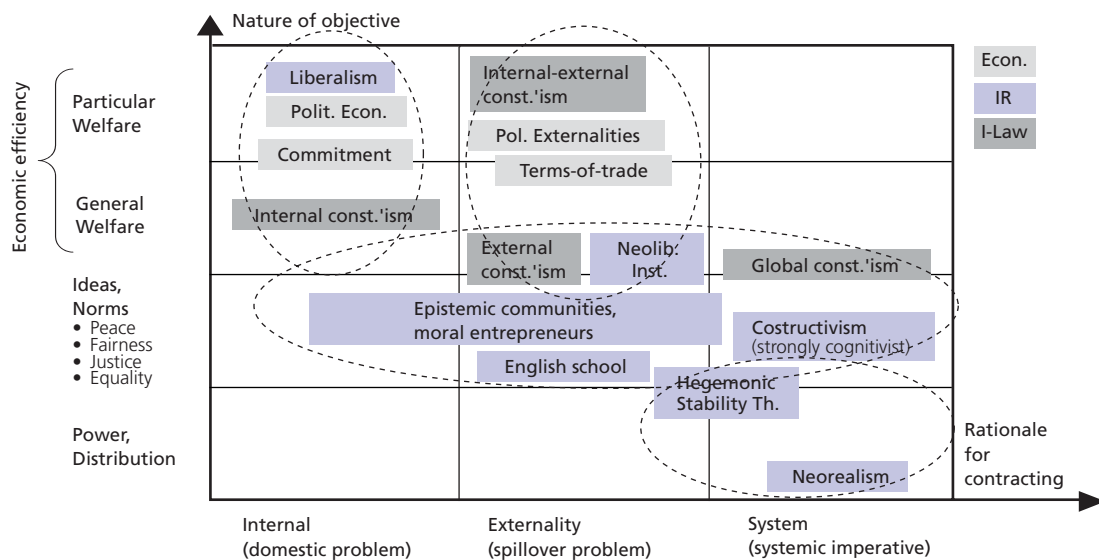 Nature of objective
Economic efficiency
Particular
Welfare
General
Welfare
Ideas,
Norms
• Peace
• Fairness
• Justice
• Equality
Power,
Distribution
Liberalism
Polit. Econ.
Commitment
Internal const.'ism
Internal-external
const.'ism
Pol. Externalities
Terms-of-trade
External
const.'ism
Neolib.
Inst.
Global const.'ism
Epistemic communities,
moral entrepreneurs
Costructivism
(strongly cognitivist)
English school
Hegemonic
Stability Th.
Neorealism
Econ.
IR
I-Law
Rationale
for
contracting
Internal
(domestic problem)
Externality
(spillover problem)
System
(systemic imperative)